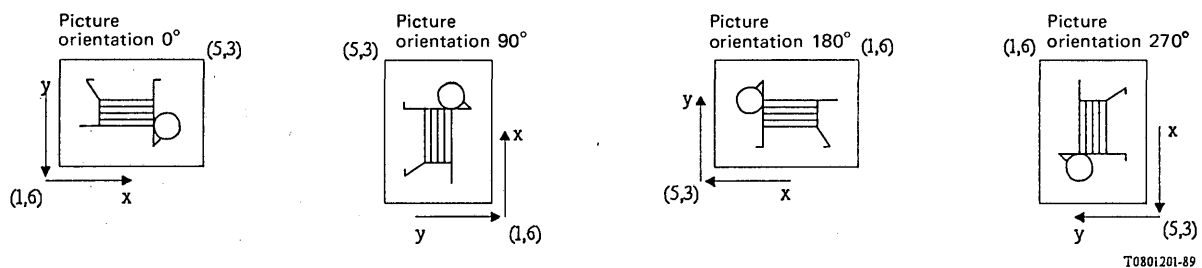 Picture
orientation 0°
(5,3)
y
(1,6)
x
Picture
orientation 90°
(5,3)
x
y
(1,6)
Picture
orientation 180°
(1,6)
y
(5,3)
x
Picture
orientation 270°
(1,6)
x
y
(5,3)
T0801201-89